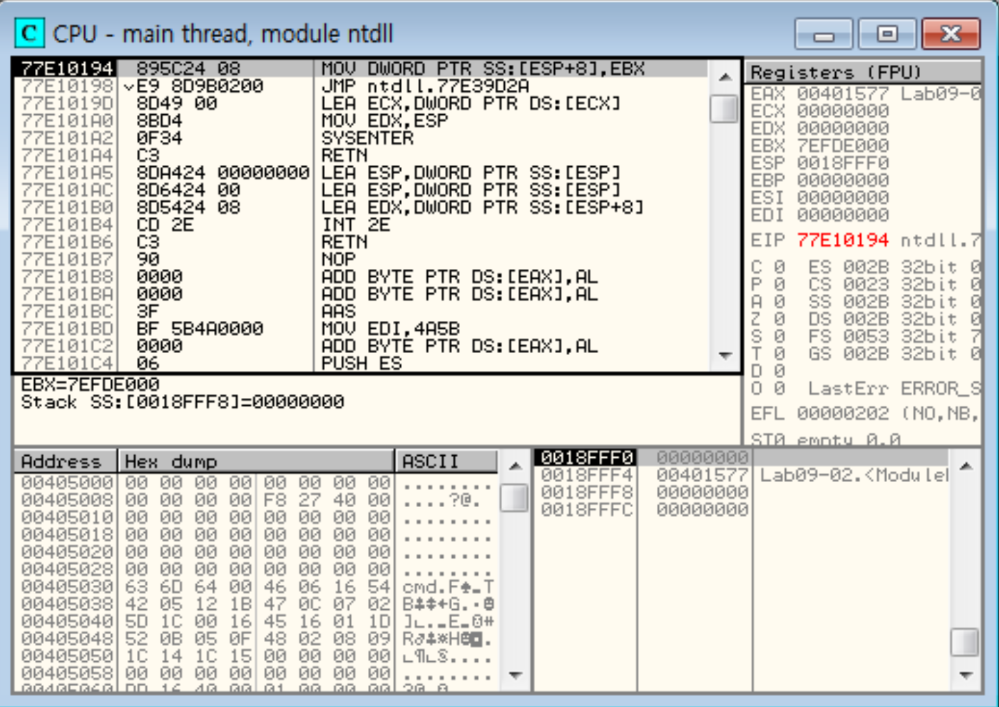 C CPU - main thread, module ntdll
77E10194 895C24 08 MOV DWORD PTR SS:[ESP+8],EBX
77E10198 E9 8D9B0200 JMP ntdll.77E39D2A
77E1019D 8D49 00 LEA ECX,DWORD PTR DS:[ECX]
77E101A0 8BD4 MOV EDX,ESP
77E101A2 0F34 SYSENTER
77E101A4 C3 RETN
77E101A5 8DA424 00000000 LEA ESP,DWORD PTR SS:[ESP]
77E101AC 8D6424 00 LEA ESP,DWORD PTR SS:[ESP]
77E101B0 8D5424 08 LEA EDX,DWORD PTR SS:[ESP+8]
77E101B4 CD 2E INT 2E
77E101B6 C3 RETN
77E101B7 90 NOP
77E101B8 0000 ADD BYTE PTR DS:[EAX],AL
77E101BA 0000 ADD BYTE PTR DS:[EAX],AL
77E101BC 3F AAS
77E101BD BF 5B4A0000 MOV EDI,4A5B
77E101C2 0000 ADD BYTE PTR DS:[EAX],AL
77E101C4 06 PUSH ES
EBX=7EFDE000
Stack SS:[0018FFF8]=00000000
Registers (FPU)
EAX 00401577 Lab09-0
ECX 00000000
EDX 00000000
EBX 7EFDE000
ESP 0018FFF0
EBP 00000000
ESI 00000000
EDI 00000000
EIP 77E10194 ntdll.7
C 0 ES 002B 32bit 0
P 0 CS 0023 32bit 0
A 0 SS 002B 32bit 0
Z 0 DS 002B 32bit 0
S 0 FS 0053 32bit 7
T 0 GS 002B 32bit 0
D 0
O 0 LastErr ERROR_S
EFL 00000202 (NO,NB,
ST0 empty 0.0
Address Hex dump ASCII
00405000 00 00 00 00 00 00 00 00 ........
00405008 00 00 00 00 F8 27 40 00 ....?@.
00405010 00 00 00 00 00 00 00 00 ........
00405018 00 00 00 00 00 00 00 00 ........
00405020 00 00 00 00 00 00 00 00 ........
00405028 00 00 00 00 00 00 00 00 ........
00405030 63 6D 64 00 46 06 16 54 cmd.F♠▬T
00405038 42 05 12 1B 47 0C 07 02 B♣↕←G.•☻
00405040 5D 1C 00 16 45 16 01 1D ]∟.▬E▬☺↔
00405048 52 0B 05 0F 48 02 08 09 R♂♣☼H☻◘.
00405050 1C 14 1C 15 00 00 00 00 ∟¶∟§....
00405058 00 00 00 00 00 00 00 00 ........
0018FFF0 00000000
0018FFF4 00401577 Lab09-02.<Modulel
0018FFF8 00000000
0018FFFC 00000000